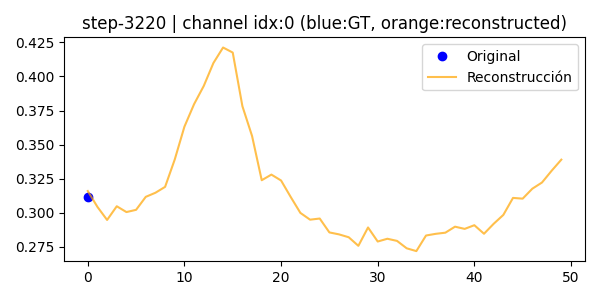 step-3220 | channel idx:0 (blue:GT, orange:reconstructed)
Original
Reconstrucción
0.425
0.400
0.375
0.350
0.325
0.300
0.275
0 10 20 30 40 50